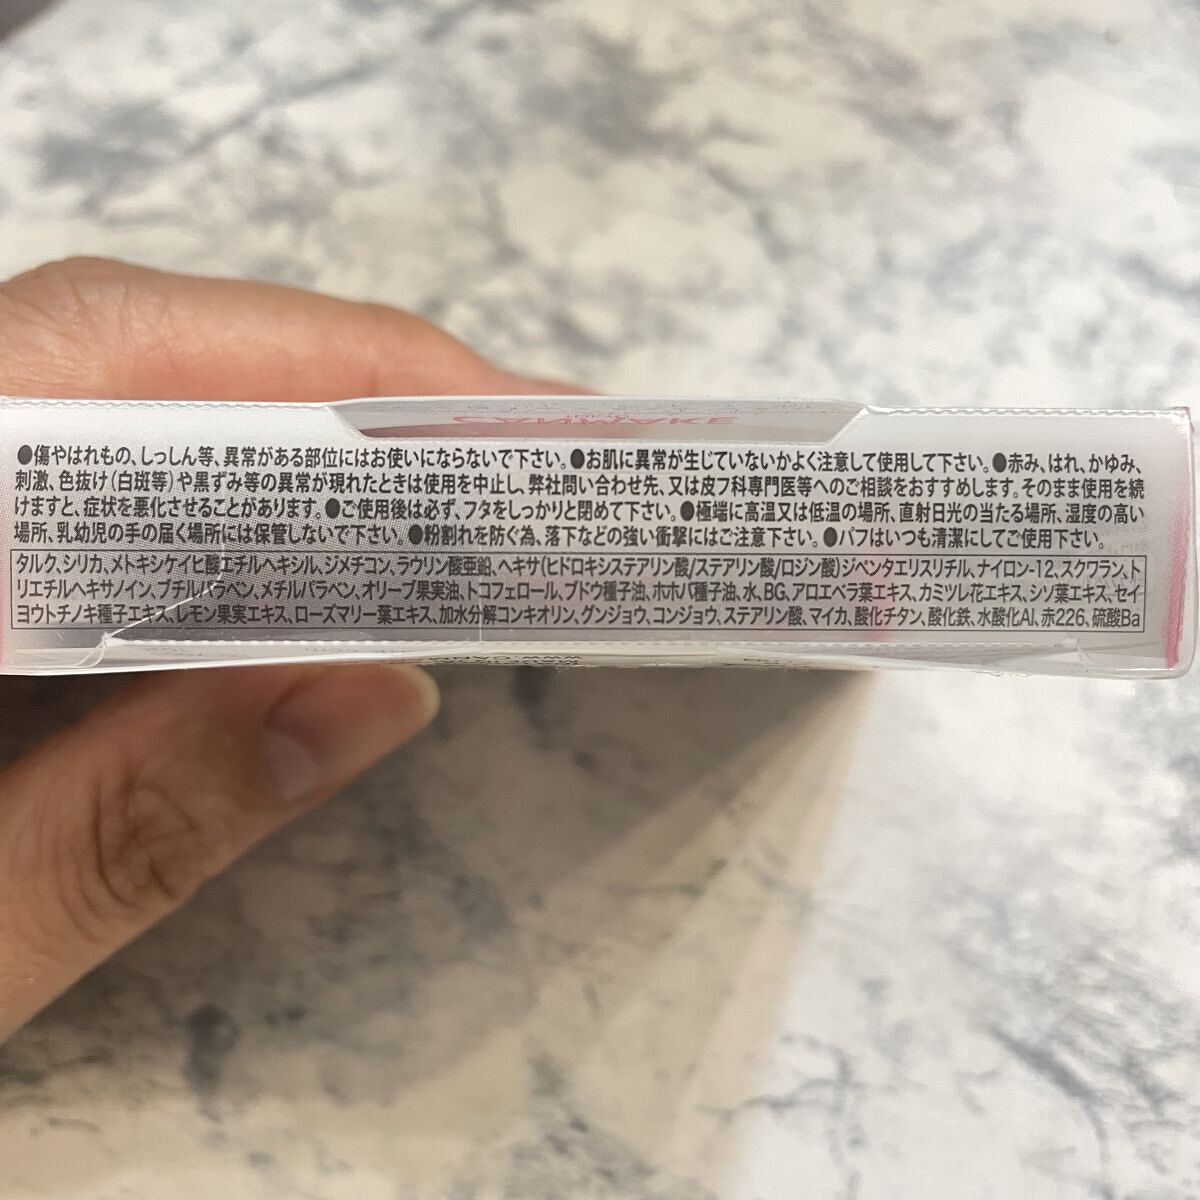 CANMAKE
●傷やはれもの、しっしん等、異常がある部位にはお使いにならないで下さい。●お肌に異常が生じていないかよく注意して使用して下さい。●赤み、はれ、かゆみ、
刺激、色抜け(白斑等)や黒ずみ等の異常が現れたときは使用を中止し、弊社問い合わせ先、又は皮フ科専門医等へのご相談をおすすめします。そのまま使用を続
けますと、症状を悪化させることがあります。●ご使用後は必ず、フタをしっかりと閉めて下さい。●極端に高温又は低温の場所、直射日光の当たる場所、湿度の高い
場所、乳幼児の手の届く場所には保管しないで下さい。●粉割れを防ぐ為、落下などの強い衝撃にはご注意下さい。●パフはいつも清潔にしてご使用下さい。
タルク、シリカ、メトキシケイヒ酸エチルヘキシル、ジメチコン、ラウリン酸亜鉛、ヘキサ(ヒドロキシステアリン酸/ステアリン酸/ロジン酸)ジペンタエリスリチル、ナイロン-12、スクワラン、ト
リエチルヘキサノイン、ブチルパラベン、メチルパラベン、オリーブ果実油、トコフェロール、ブドウ種子油、ホホバ種子油、水、BG、アロエベラ葉エキス、カミツレ花エキス、シソ葉エキス、セイ
ヨウトチノキ種子エキス、レモン果実エキス、ローズマリー葉エキス、加水分解コンキオリン、グンジョウ、コンジョウ、ステアリン酸、マイカ、酸化チタン、酸化鉄、水酸化Al、赤226、硫酸Ba